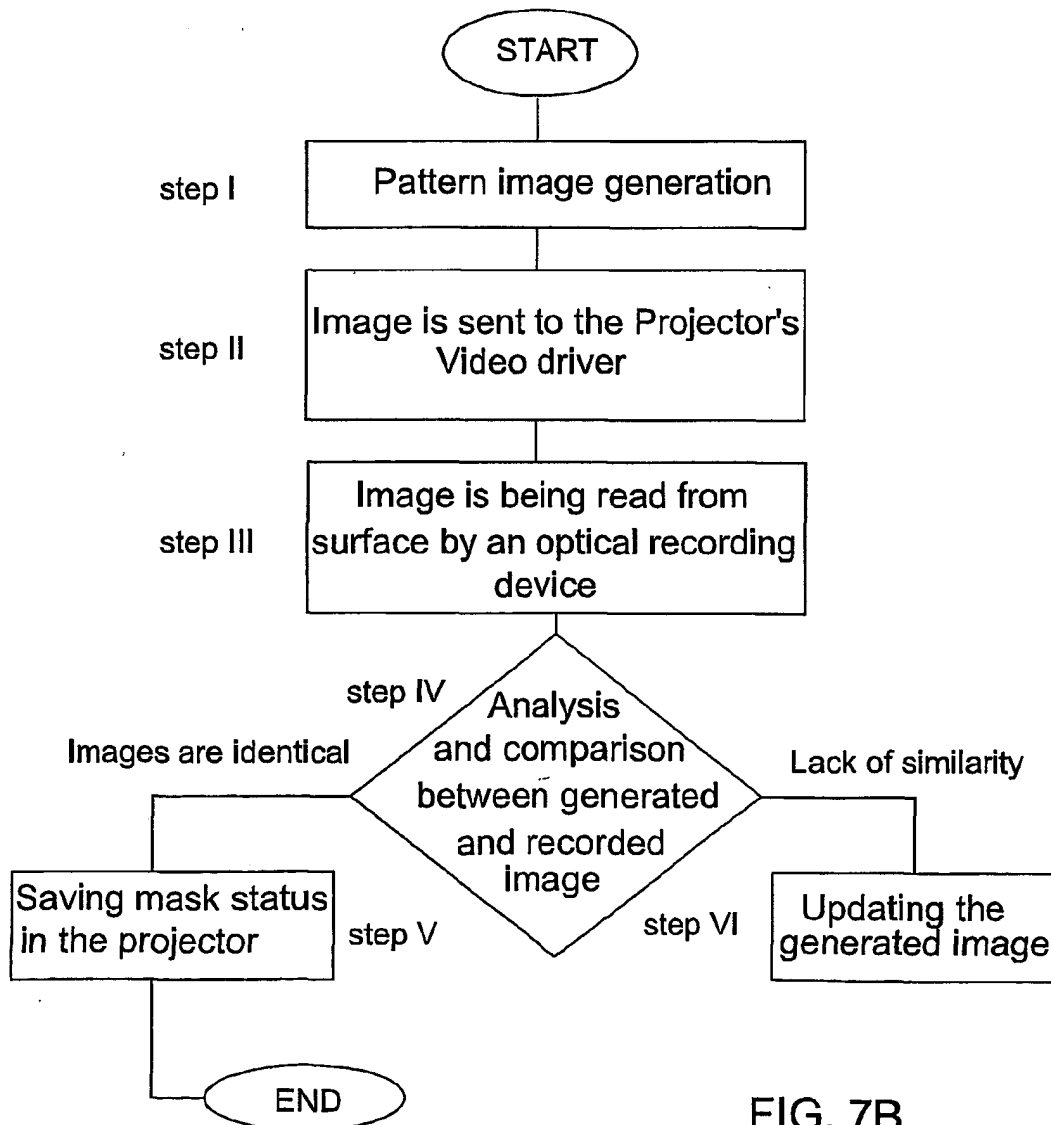 START
step I
Pattern image generation
step II
Image is sent to the Projector's
Video driver
step III
Image is being read from
surface by an optical recording
device
step IV
Analysis
and comparison
between generated
and recorded
image
Images are identical
Lack of similarity
Saving mask status
in the projector
step V
step VI
Updating the
generated image
END
FIG. 7B